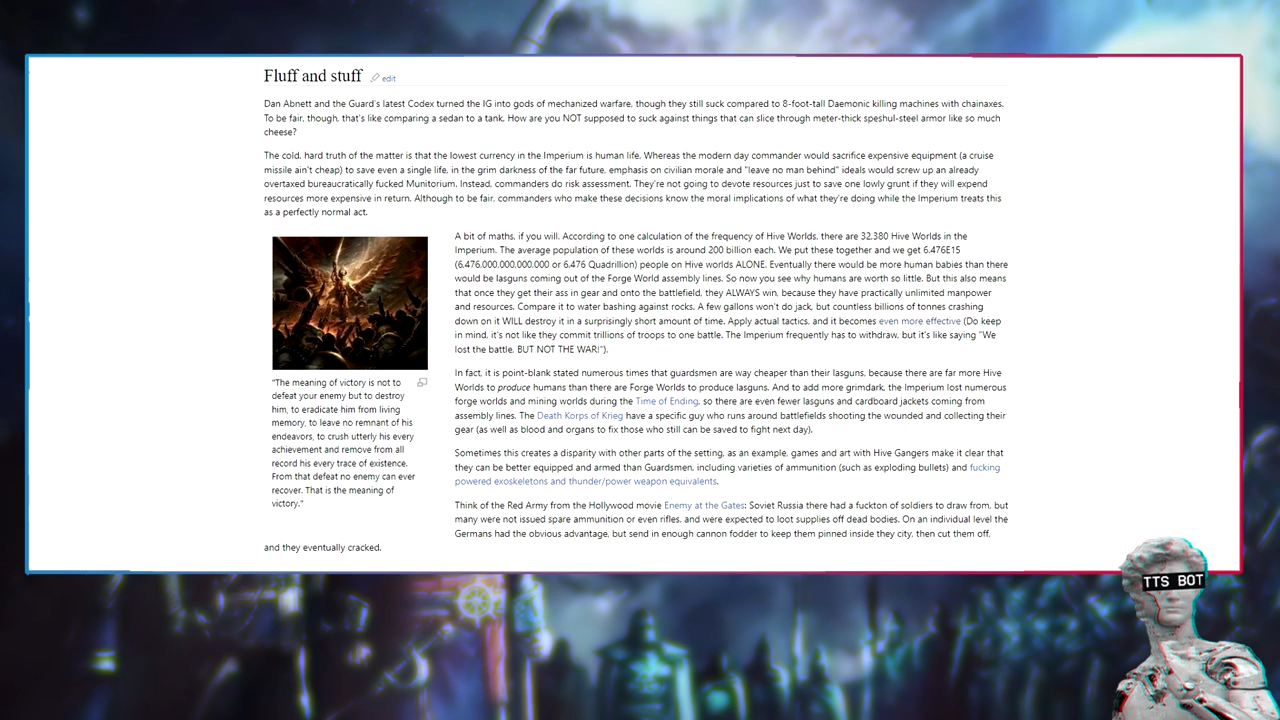 Fluff and stuff edit
Dan Abnett and the Guard's latest Codex turned the IG into gods of mechanized warfare, though they still suck compared to 8-foot-tall Daemonic killing machines with chainaxes.
To be fair, though, that's like comparing a sedan to a tank. How are you NOT supposed to suck against things that can slice through meter-thick speshul-steel armor like so much
cheese?
The cold, hard truth of the matter is that the lowest currency in the Imperium is human life. Whereas the modern day commander would sacrifice expensive equipment (a cruise
missile ain't cheap) to save even a single life, in the grim darkness of the far future, emphasis on civilian morale and "leave no man behind" ideals would screw up an already
overtaxed bureaucratically fucked Munitorium. Instead, commanders do risk assessment. They're not going to devote resources just to save one lowly grunt if they will expend
resources more expensive in return. Although to be fair, commanders who make these decisions know the moral implications of what they're doing while the Imperium treats this
as a perfectly normal act.
A bit of maths, if you will. According to one calculation of the frequency of Hive Worlds, there are 32,380 Hive Worlds in the
Imperium. The average population of these worlds is around 200 billion each. We put these together and we get 6.476E15
(6,476,000,000,000,000 or 6.476 Quadrillion) people on Hive worlds ALONE. Eventually there would be more human babies than there
would be lasguns coming out of the Forge World assembly lines. So now you see why humans are worth so little. But this also means
that once they get their ass in gear and onto the battlefield, they ALWAYS win, because they have practically unlimited manpower
and resources. Compare it to water bashing against rocks. A few gallons won't do jack, but countless billions of tonnes crashing
down on it WILL destroy it in a surprisingly short amount of time. Apply actual tactics, and it becomes even more effective (Do keep
in mind, it's not like they commit trillions of troops to one battle. The Imperium frequently has to withdraw, but it's like saying "We
lost the battle, BUT NOT THE WAR!").
In fact, it is point-blank stated numerous times that guardsmen are way cheaper than their lasguns, because there are far more Hive
Worlds to produce humans than there are Forge Worlds to produce lasguns. And to add more grimdark, the Imperium lost numerous
forge worlds and mining worlds during the Time of Ending, so there are even fewer lasguns and cardboard jackets coming from
assembly lines. The Death Korps of Krieg have a specific guy who runs around battlefields shooting the wounded and collecting their
gear (as well as blood and organs to fix those who still can be saved to fight next day).
Sometimes this creates a disparity with other parts of the setting, as an example, games and art with Hive Gangers make it clear that
they can be better equipped and armed than Guardsmen, including varieties of ammunition (such as exploding bullets) and fucking
powered exoskeletons and thunder/power weapon equivalents.
Think of the Red Army from the Hollywood movie Enemy at the Gates: Soviet Russia there had a fuckton of soldiers to draw from, but
many were not issued spare ammunition or even rifles, and were expected to loot supplies off dead bodies. On an individual level the
Germans had the obvious advantage, but send in enough cannon fodder to keep them pinned inside they city, then cut them off,
and they eventually cracked.
"The meaning of victory is not to
defeat your enemy but to destroy
him, to eradicate him from living
memory, to leave no remnant of his
endeavors, to crush utterly his every
achievement and remove from all
record his every trace of existence.
From that defeat no enemy can ever
recover. That is the meaning of
victory."
TTS BOT